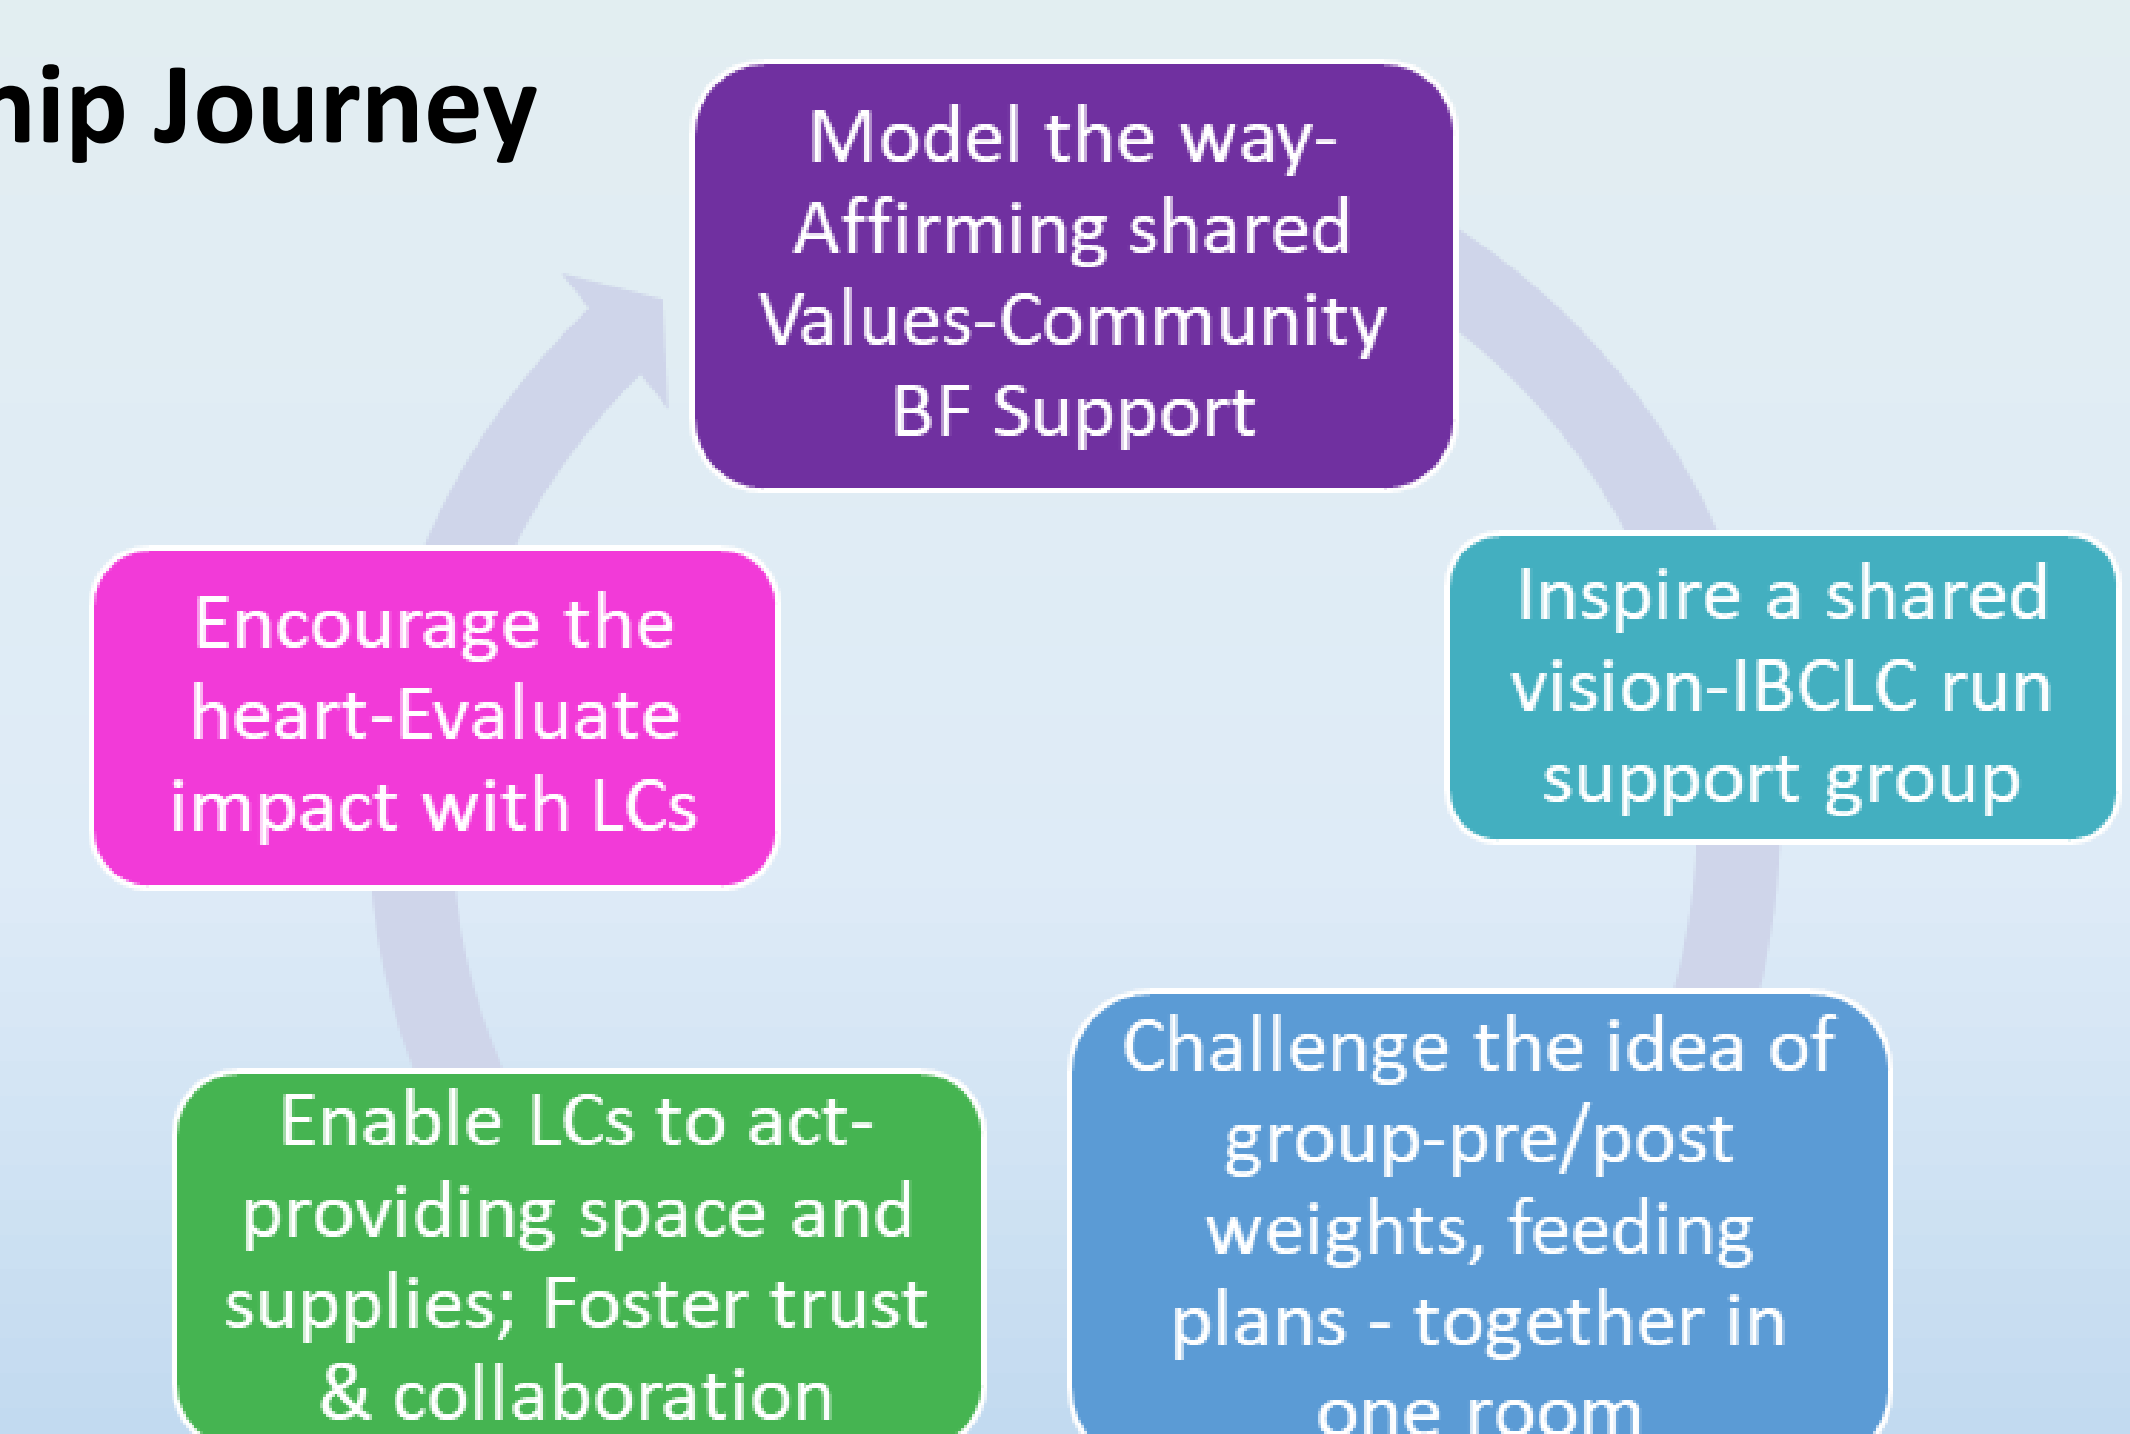 hip Journey
Model the way-
Affirming shared
Values-Community
BF Support
Inspire a shared
vision-IBCLC run
support group
Challenge the idea of
group-pre/post
weights, feeding
plans - together in
one room
Enable LCs to act-
providing space and
supplies; Foster trust
& collaboration
Encourage the
heart-Evaluate
impact with LCs